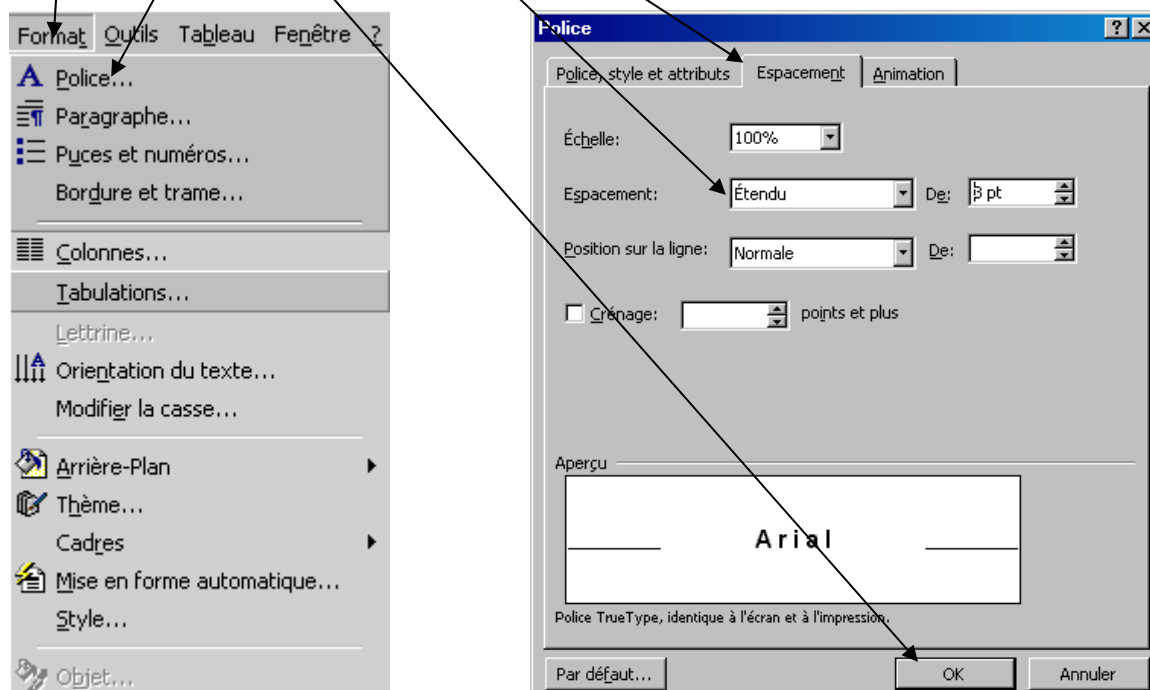 Format Outils Tableau Fenêtre ?
Police...
Paragraphe...
Puces et numéros...
Bordure et trame...
Colonnes...
Tabulations...
Lettrine...
Orientation du texte...
Modifier la casse...
Arrière-Plan
Thème...
Cadres
Mise en forme automatique...
Style...
Objet...
Police
Police, style et attributs Espacement Animation
Échelle: 100%
Espacement: Étendu De: 3 pt
Position sur la ligne: Normale De:
Crénage: points et plus
Aperçu
Arial
Police TrueType, identique à l'écran et à l'impression.
Par défaut... OK Annuler